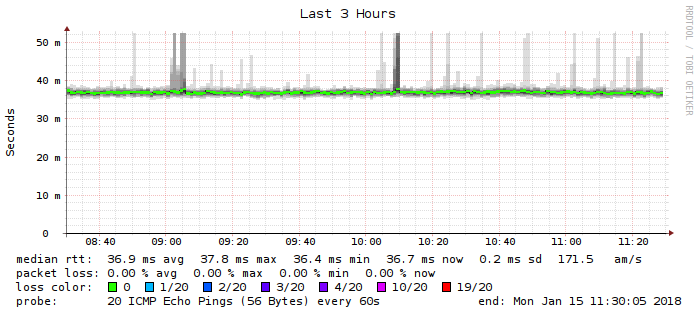 Last 3 Hours
RRDTOOL / TOBI OETIKER
Seconds
50 m
40 m
30 m
20 m
10 m
0
08:40 09:00 09:20 09:40 10:00 10:20 10:40 11:00 11:20
median rtt: 36.9 ms avg 37.8 ms max 36.4 ms min 36.7 ms now 0.2 ms sd 171.5 am/s
packet loss: 0.00 % avg 0.00 % max 0.00 % min 0.00 % now
loss color: 0 1/20 2/20 3/20 4/20 10/20 19/20
probe: 20 ICMP Echo Pings (56 Bytes) every 60s end: Mon Jan 15 11:30:05 2018